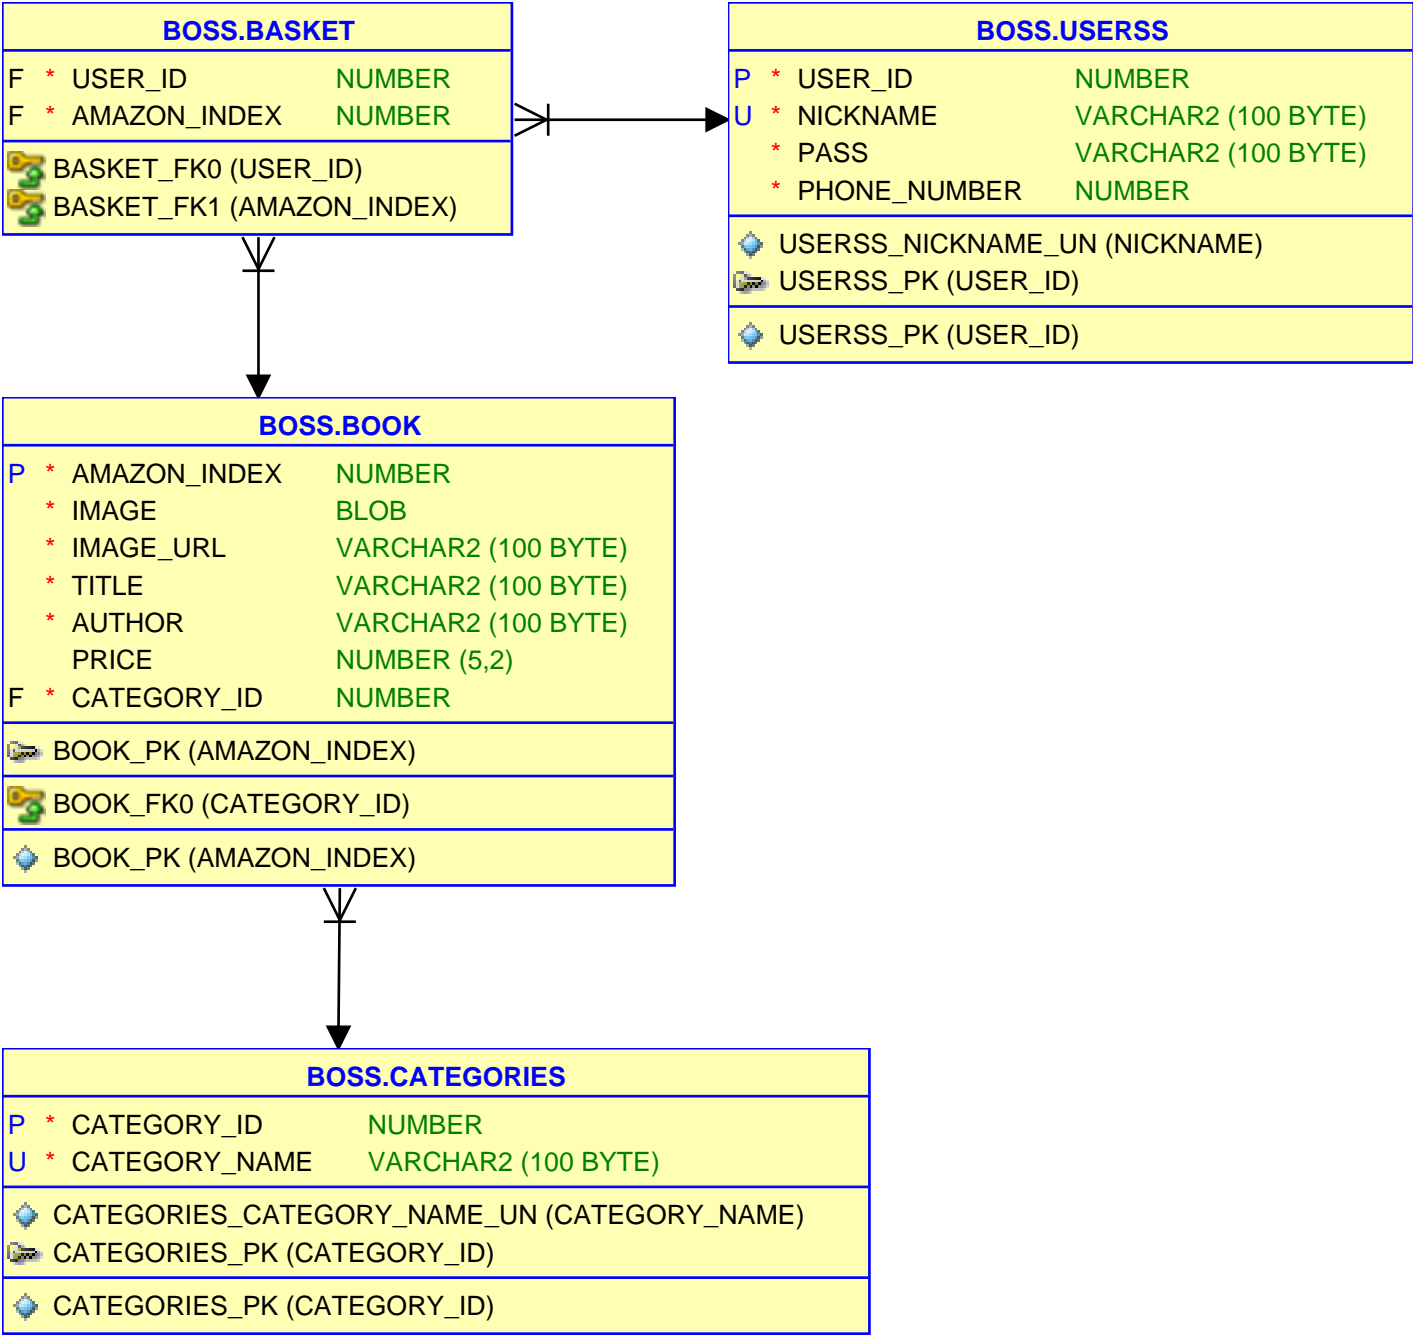 BOSS.BASKET
F * USER_ID NUMBER
F * AMAZON_INDEX NUMBER
BASKET_FK0 (USER_ID)
BASKET_FK1 (AMAZON_INDEX)
BOSS.USERSS
P * USER_ID NUMBER
U * NICKNAME VARCHAR2 (100 BYTE)
* PASS VARCHAR2 (100 BYTE)
* PHONE_NUMBER NUMBER
USERSS_NICKNAME_UN (NICKNAME)
USERSS_PK (USER_ID)
USERSS_PK (USER_ID)
BOSS.BOOK
P * AMAZON_INDEX NUMBER
* IMAGE BLOB
* IMAGE_URL VARCHAR2 (100 BYTE)
* TITLE VARCHAR2 (100 BYTE)
* AUTHOR VARCHAR2 (100 BYTE)
PRICE NUMBER (5,2)
F * CATEGORY_ID NUMBER
BOOK_PK (AMAZON_INDEX)
BOOK_FK0 (CATEGORY_ID)
BOOK_PK (AMAZON_INDEX)
BOSS.CATEGORIES
P * CATEGORY_ID NUMBER
U * CATEGORY_NAME VARCHAR2 (100 BYTE)
CATEGORIES_CATEGORY_NAME_UN (CATEGORY_NAME)
CATEGORIES_PK (CATEGORY_ID)
CATEGORIES_PK (CATEGORY_ID)